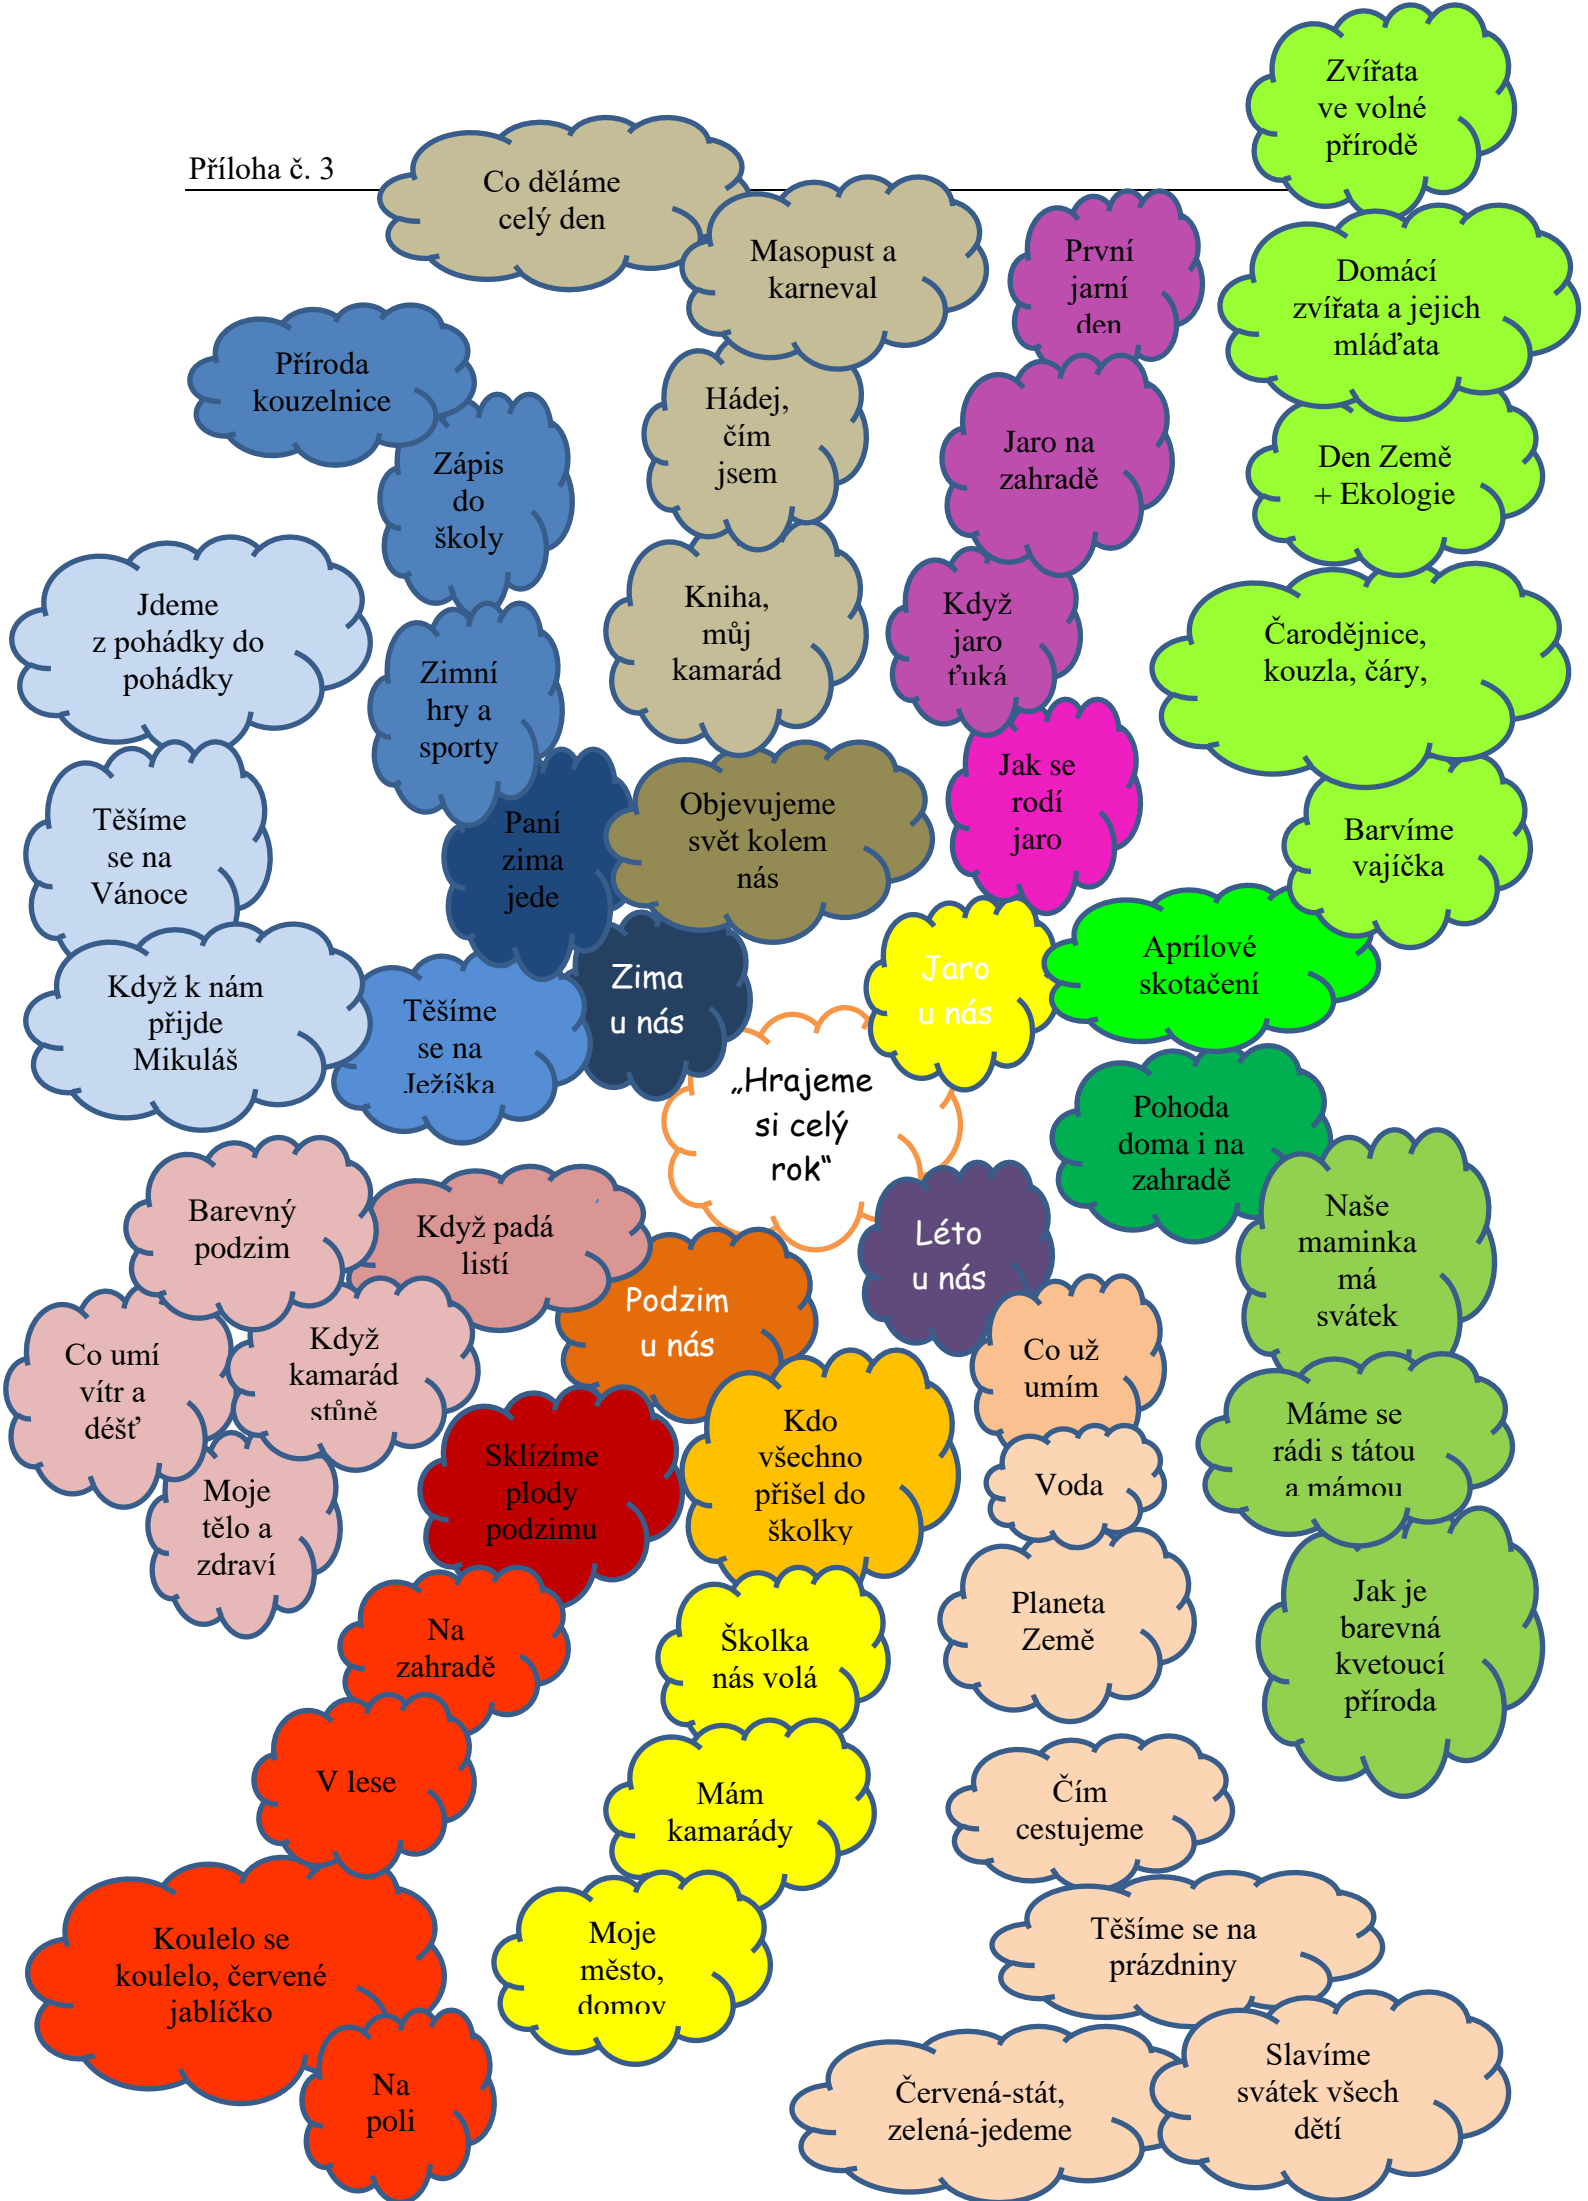 Příloha č. 3
Zvířata
ve volné
přírodě
Co děláme
celý den
Masopust a
karneval
První
jarní
den
Domácí
zvířata a jejich
mláďata
Příroda
kouzelnice
Hádej,
čím
jsem
Jaro na
zahradě
Den Země
+ Ekologie
Zápis
do
školy
Jdeme
z pohádky do
pohádky
Kniha,
můj
kamarád
Když
jaro
ťuká
Čarodějnice,
kouzla, čáry,
Zimní
hry a
sporty
Těšíme
se na
Vánoce
Paní
zima
jede
Objevujeme
svět kolem
nás
Jak se
rodí
jaro
Barvíme
vajíčka
Když k nám
přijde
Mikuláš
Těšíme
se na
Ježíška
Zima
u nás
Jaro
u nás
Aprílové
skotačení
„Hrajeme
si celý
rok“
Pohoda
doma i na
zahradě
Barevný
podzim
Když padá
listí
Podzim
u nás
Léto
u nás
Naše
maminka
má
svátek
Co umí
vítr a
déšť
Když
kamarád
stůně
Co už
umím
Sklízíme
plody
podzimu
Kdo
všechno
přišel do
školky
Máme se
rádi s tátou
a mámou
Voda
Moje
tělo a
zdraví
Na
zahradě
Školka
nás volá
Planeta
Země
Jak je
barevná
kvetoucí
příroda
V lese
Mám
kamarády
Čím
cestujeme
Koulelo se
koulelo, červené
jablíčko
Moje
město,
domov
Těšíme se na
prázdniny
Na
poli
Červená-stát,
zelená-jedeme
Slavíme
svátek všech
dětí